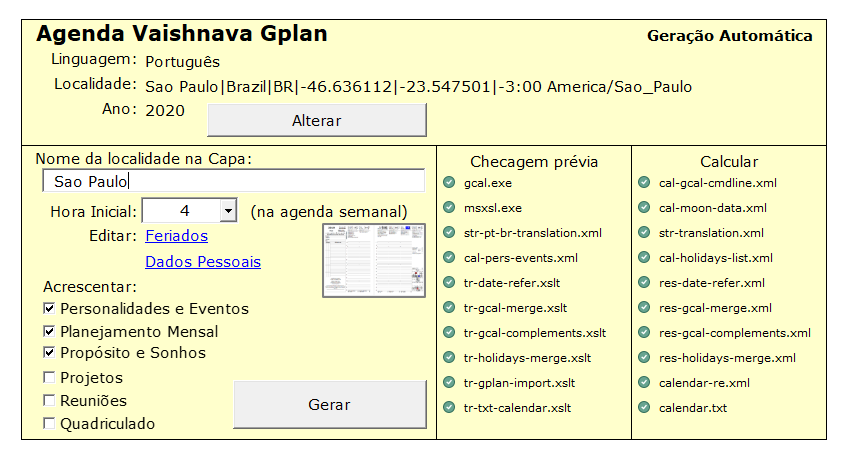 Agenda Vaishnava Gplan
Geração Automática
Linguagem: Português
Localidade: Sao Paulo|Brazil|BR|-46.636112|-23.547501|-3:00 America/Sao_Paulo
Ano: 2020
Alterar
Nome da localidade na Capa:
Sao Paulo
Hora Inicial: 4 (na agenda semanal)
Editar: Feriados
Dados Pessoais
Acrescentar:
Personalidades e Eventos
Planejamento Mensal
Propósito e Sonhos
Projetos
Reuniões
Quadriculado
Gerar
Checagem prévia
gcal.exe
msxsl.exe
str-pt-br-translation.xml
cal-pers-events.xml
tr-date-refer.xslt
tr-gcal-merge.xslt
tr-gcal-complements.xslt
tr-holidays-merge.xslt
tr-gplan-import.xslt
tr-txt-calendar.xslt
Calcular
cal-gcal-cmdline.xml
cal-moon-data.xml
str-translation.xml
cal-holidays-list.xml
res-date-refer.xml
res-gcal-merge.xml
res-gcal-complements.xml
res-holidays-merge.xml
calendar-re.xml
calendar.txt